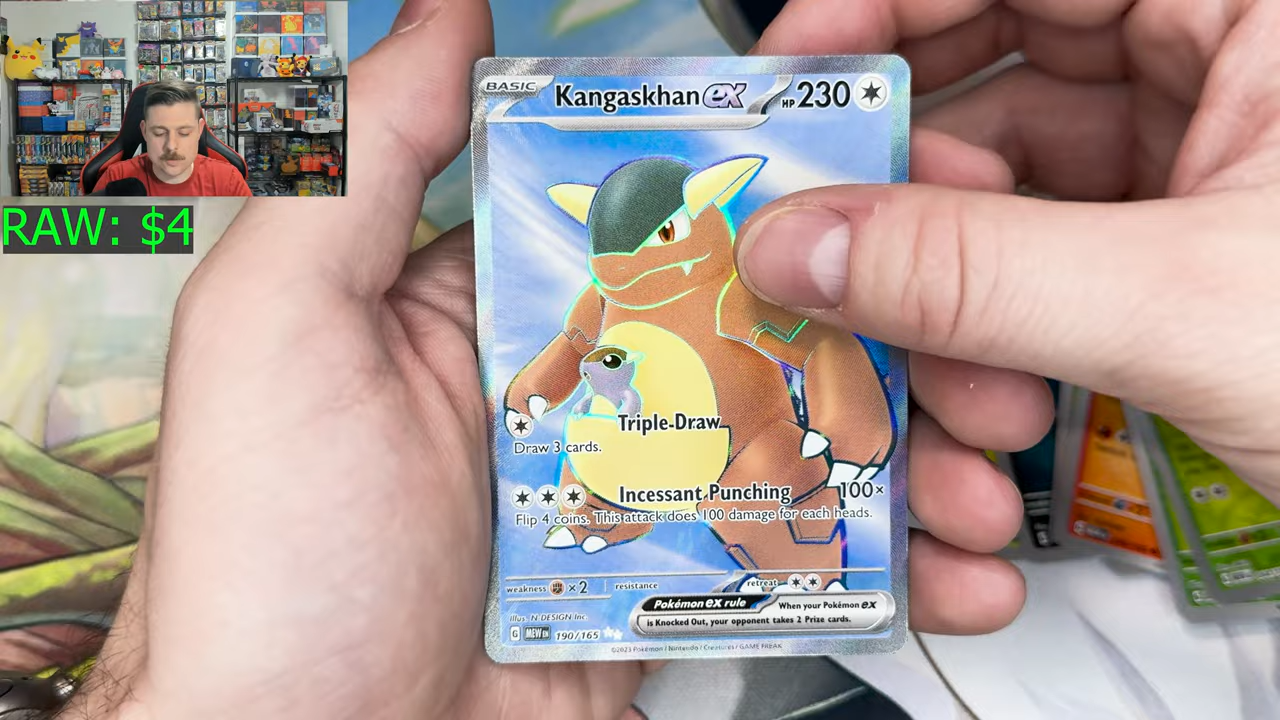 RAW: $4
BASIC Kangaskhan ex HP 230
Triple-Draw
Draw 3 cards.
Incessant Punching 100×
Flip 4 coins. This attack does 100 damage for each heads.
weakness ×2 resistance retreat
Pokémon ex rule When your Pokémon ex
is Knocked Out, your opponent takes 2 Prize cards.
Illus. N-DESIGN Inc.
G MEW EN 190/165
©2023 Pokémon / Nintendo / Creatures / GAME FREAK